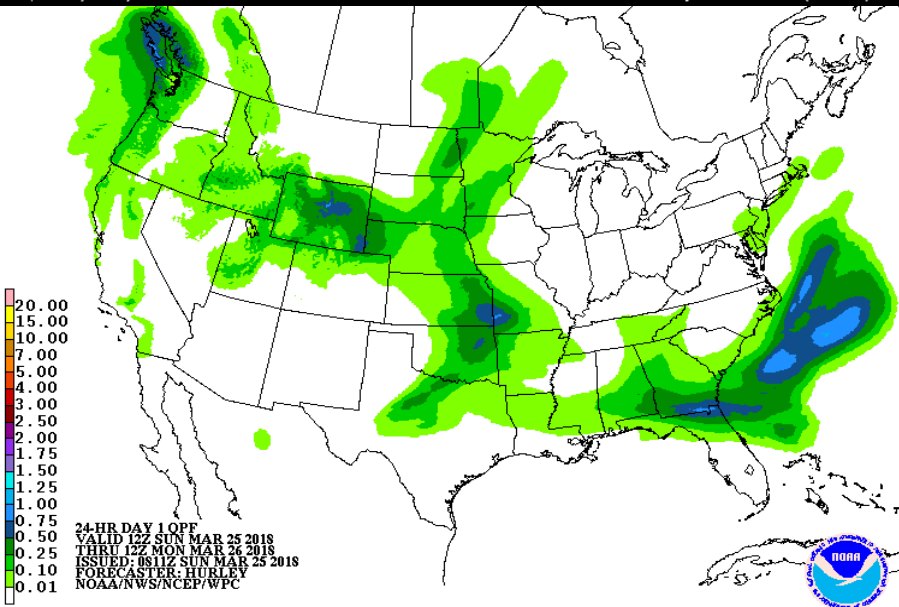 20.00
15.00
10.00
7.00
5.00
4.00
3.00
2.50
2.00
1.75
1.50
1.25
1.00
0.75
0.50
0.25
0.10
0.01
24-HR DAY 1 QPF
VALID 12Z SUN MAR 25 2018
THRU 12Z MON MAR 26 2018
ISSUED: 0811Z SUN MAR 25 2018
FORECASTER: HURLEY
NOAA/NWS/NCEP/WPC
NOAA